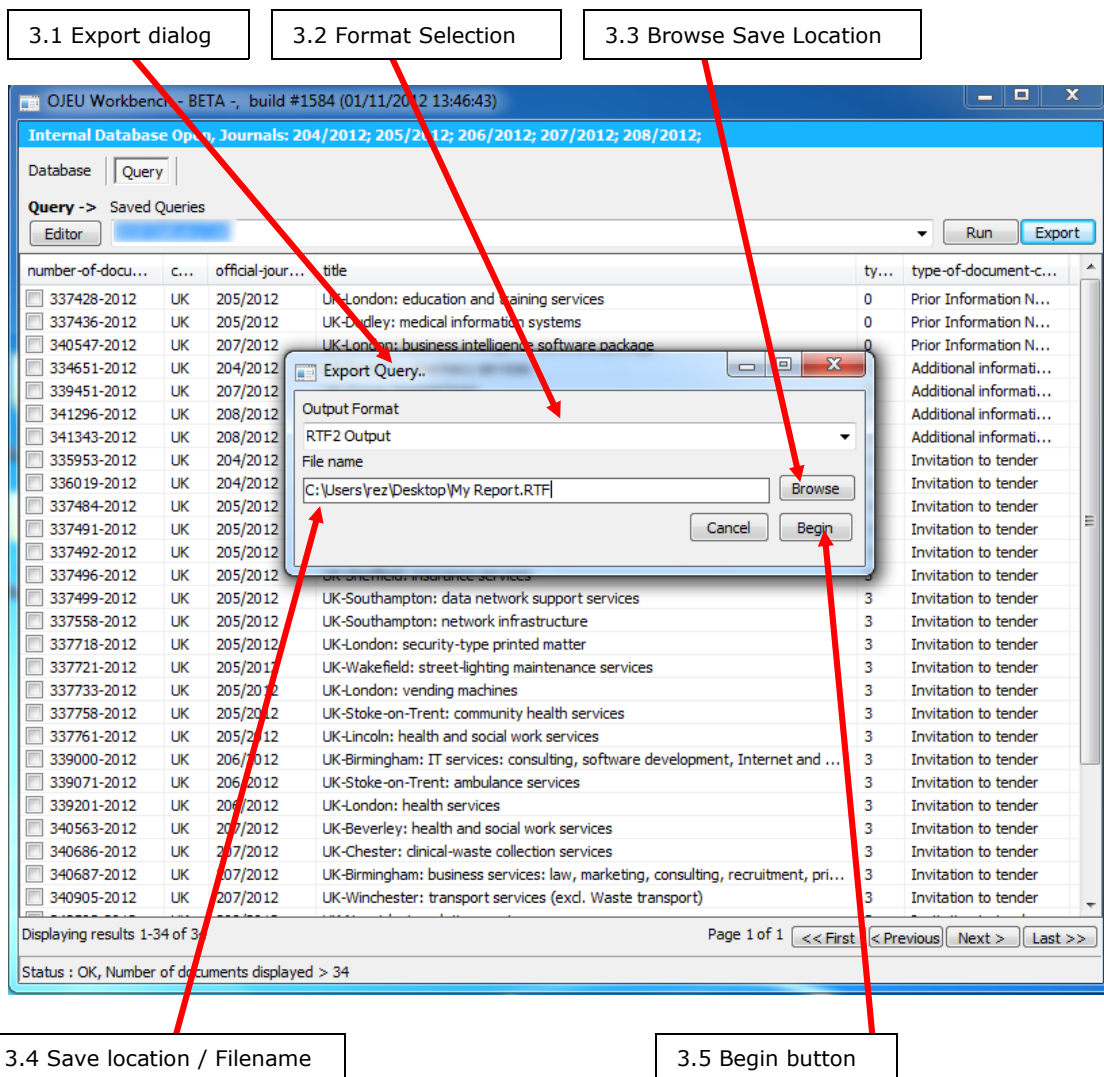 3.1 Export dialog
3.2 Format Selection
3.3 Browse Save Location
OJEU Workbench - BETA -, build #1584 (01/11/2012 13:46:43)
Internal Database Open, Journals: 204/2012; 205/2012; 206/2012; 207/2012; 208/2012;
Database Query
Query -> Saved Queries
Editor Run Export
number-of-docu... c... official-jour... title ty... type-of-document-c...
337428-2012 UK 205/2012 UK-London: education and training services 0 Prior Information N...
337436-2012 UK 205/2012 UK-Dudley: medical information systems 0 Prior Information N...
340547-2012 UK 207/2012 UK-London: business intelligence software package 0 Prior Information N...
334651-2012 UK 204/2012 Additional informati...
339451-2012 UK 207/2012 Additional informati...
341296-2012 UK 208/2012 Additional informati...
341343-2012 UK 208/2012 Additional informati...
335953-2012 UK 204/2012 Invitation to tender
336019-2012 UK 204/2012 Invitation to tender
337484-2012 UK 205/2012 Invitation to tender
337491-2012 UK 205/2012 Invitation to tender
337492-2012 UK 205/2012 Invitation to tender
337496-2012 UK 205/2012 UK-Sheffield: insurance services 3 Invitation to tender
337499-2012 UK 205/2012 UK-Southampton: data network support services 3 Invitation to tender
337558-2012 UK 205/2012 UK-Southampton: network infrastructure 3 Invitation to tender
337718-2012 UK 205/2012 UK-London: security-type printed matter 3 Invitation to tender
337721-2012 UK 205/2012 UK-Wakefield: street-lighting maintenance services 3 Invitation to tender
337733-2012 UK 205/2012 UK-London: vending machines 3 Invitation to tender
337758-2012 UK 205/2012 UK-Stoke-on-Trent: community health services 3 Invitation to tender
337761-2012 UK 205/2012 UK-Lincoln: health and social work services 3 Invitation to tender
339000-2012 UK 206/2012 UK-Birmingham: IT services: consulting, software development, Internet and ... 3 Invitation to tender
339071-2012 UK 206/2012 UK-Stoke-on-Trent: ambulance services 3 Invitation to tender
339201-2012 UK 206/2012 UK-London: health services 3 Invitation to tender
340563-2012 UK 207/2012 UK-Beverley: health and social work services 3 Invitation to tender
340686-2012 UK 207/2012 UK-Chester: clinical-waste collection services 3 Invitation to tender
340687-2012 UK 207/2012 UK-Birmingham: business services: law, marketing, consulting, recruitment, pri... 3 Invitation to tender
340905-2012 UK 207/2012 UK-Winchester: transport services (excl. Waste transport) 3 Invitation to tender
Export Query..
Output Format
RTF2 Output
File name
C:\Users\rez\Desktop\My Report.RTF
Browse
Cancel Begin
Displaying results 1-34 of 34 Page 1 of 1 << First < Previous Next > Last >>
Status : OK, Number of documents displayed > 34
3.4 Save location / Filename
3.5 Begin button